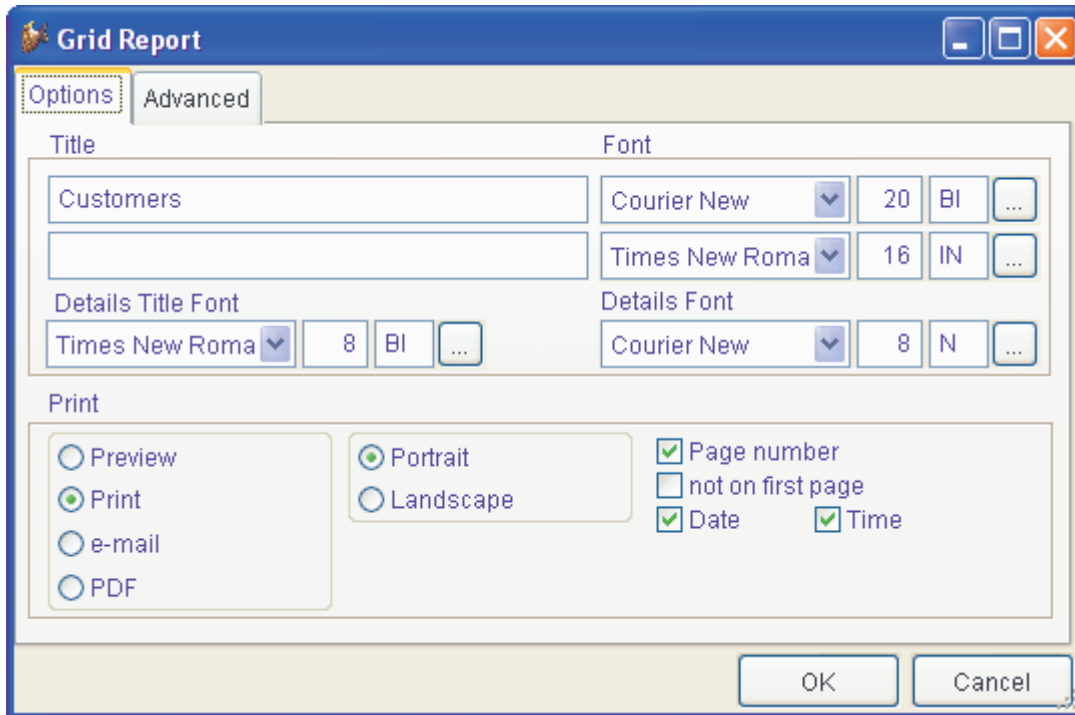 Grid Report
Options Advanced
Title Font
Customers Courier New 20 BI ...
Times New Roma 16 IN ...
Details Title Font Details Font
Times New Roma 8 BI ... Courier New 8 N ...
Print
Preview Portrait Page number
Print Landscape not on first page
Date Time
e-mail
PDF
OK Cancel